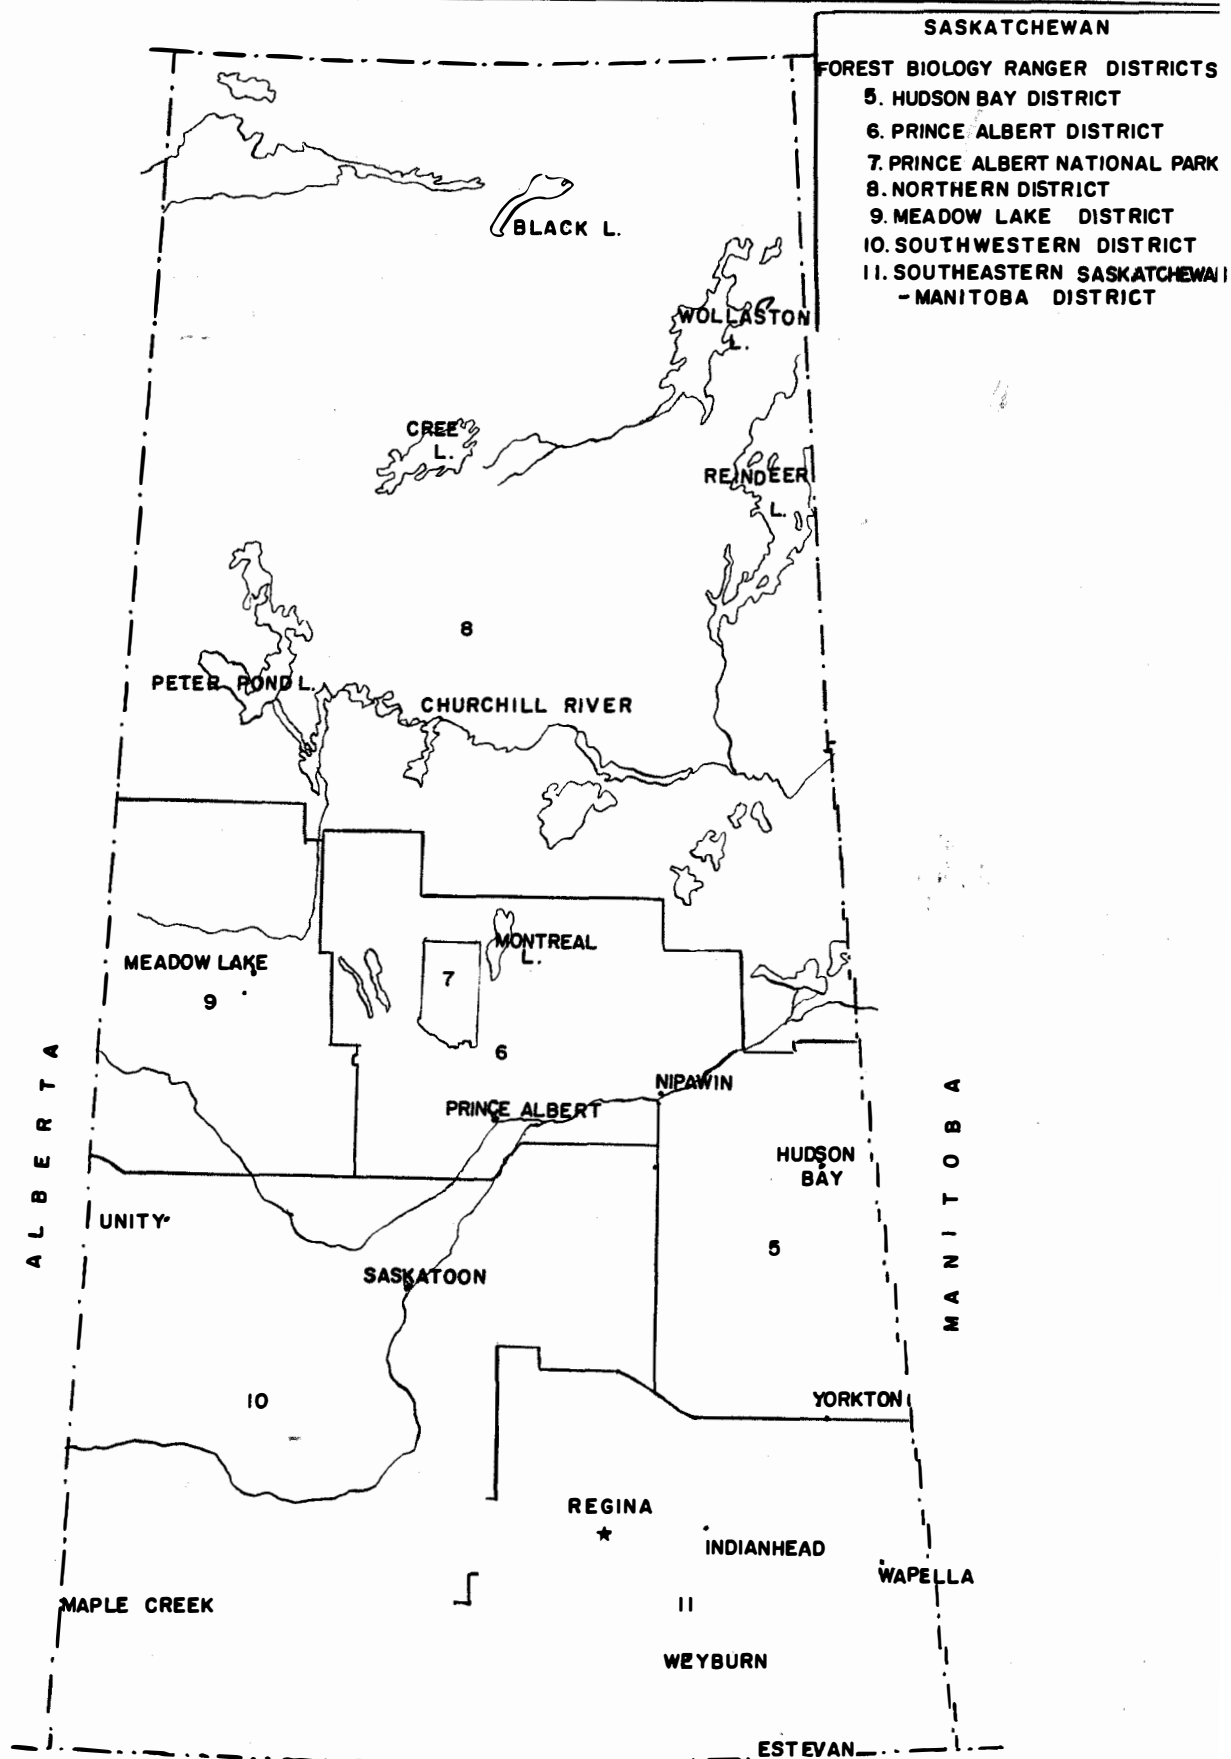 SASKATCHEWAN
FOREST BIOLOGY RANGER DISTRICTS
5. HUDSON BAY DISTRICT
6. PRINCE ALBERT DISTRICT
7. PRINCE ALBERT NATIONAL PARK
8. NORTHERN DISTRICT
9. MEADOW LAKE DISTRICT
10. SOUTHWESTERN DISTRICT
11. SOUTHEASTERN SASKATCHEWAN
- MANITOBA DISTRICT
BLACK L.
WOLLASTON
L.
CREE
L.
REINDEER
L.
8
PETER POND L.
CHURCHILL RIVER
MONTREAL
L.
MEADOW LAKE
7
9
6
ALBERTA
NIPAWIN
MANITOBA
PRINCE ALBERT
HUDSON
BAY
UNITY
5
SASKATOON
10
YORKTON
REGINA
INDIANHEAD
WAPELLA
MAPLE CREEK
11
WEYBURN
ESTEVAN